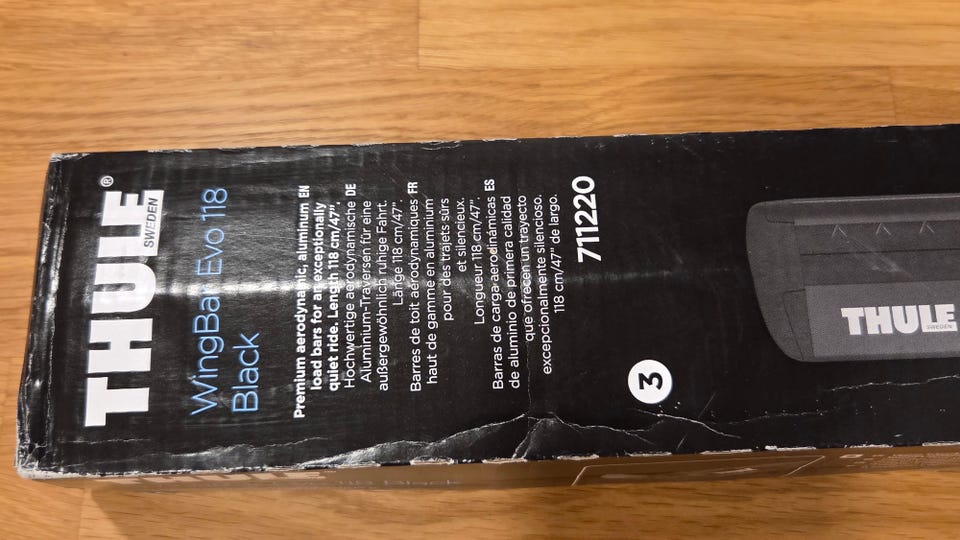 THULE®
SWEDEN
WingBar Evo 118
Black
Premium aerodynamic, aluminum EN
load bars for an exceptionally
quiet ride. Length 118 cm/47".
Hochwertige aerodynamische DE
Aluminium-Traversen für eine
außergewöhnlich ruhige Fahrt.
Länge 118 cm/47".
Barres de toit aerodynamiques FR
haut de gamme en aluminium
pour des trajets sûrs
et silencieux.
Longueur 118 cm/47".
Barras de carga aerodinámicas ES
de aluminio de primera calidad
que ofrecen un trayecto
excepcionalmente silencioso.
118 cm/47" de largo.
711220
3
THULE
SWEDEN
THULE
Black